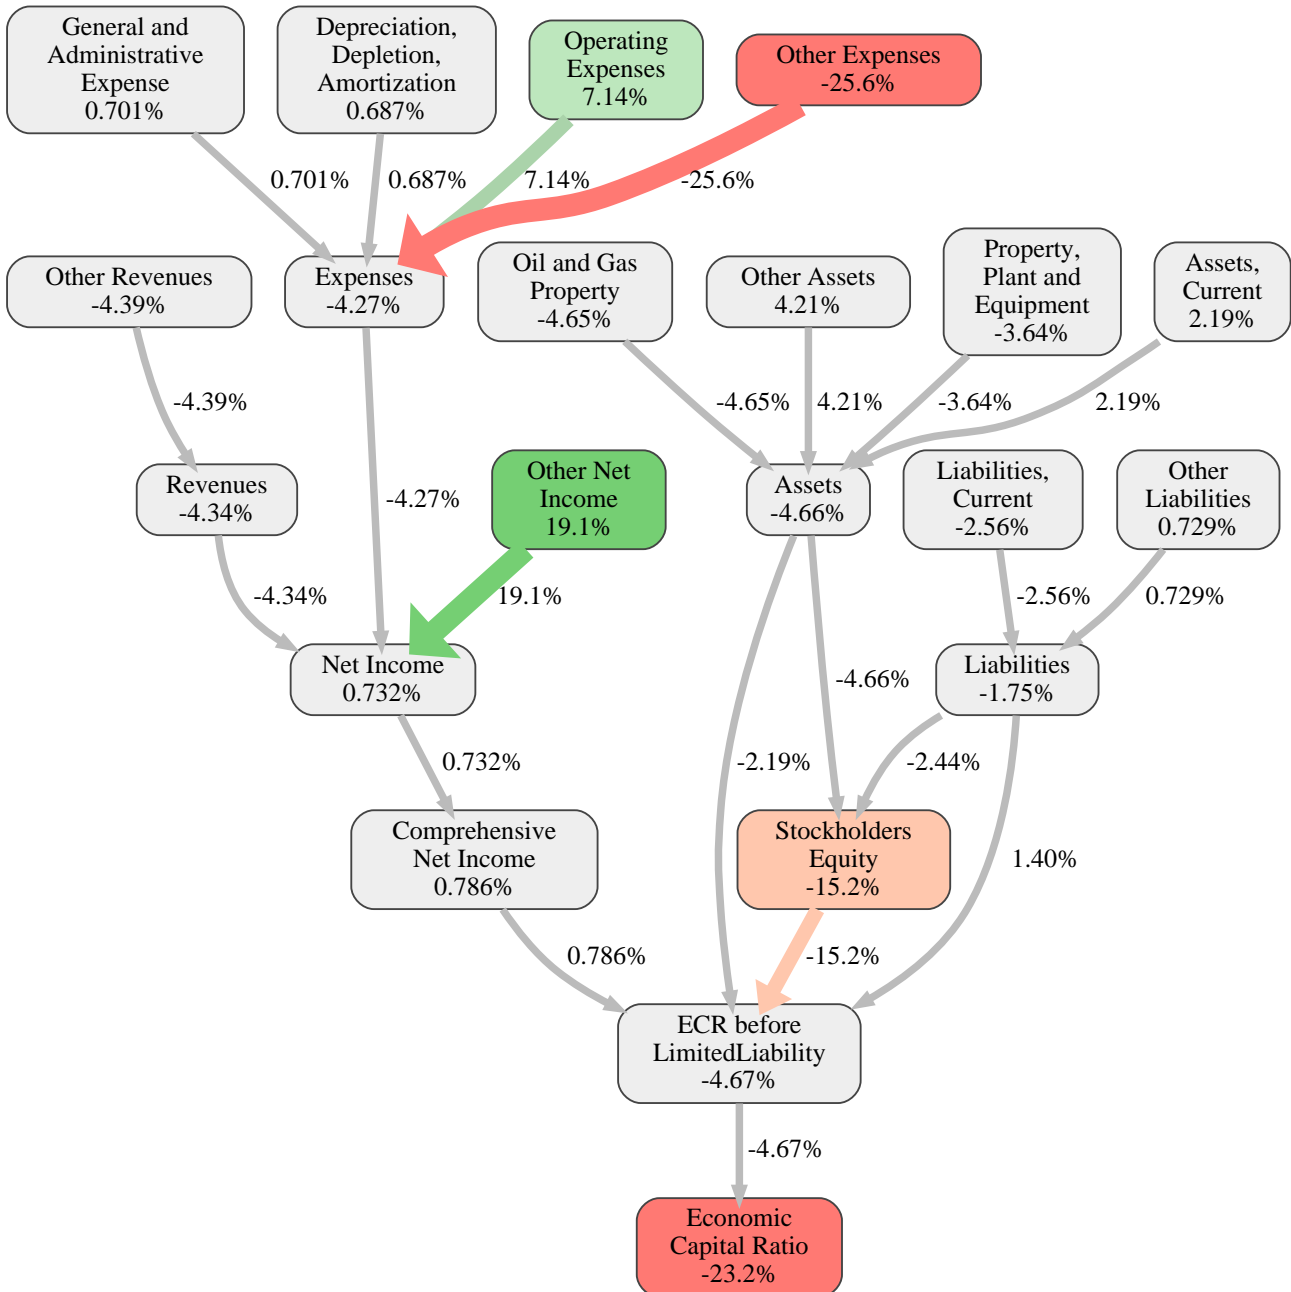 General and
Administrative
Expense
0.701%
Depreciation,
Depletion,
Amortization
0.687%
Operating
Expenses
7.14%
Other Expenses
-25.6%
0.701%
0.687%
7.14%
-25.6%
Other Revenues
-4.39%
Expenses
-4.27%
Oil and Gas
Property
-4.65%
Other Assets
4.21%
Property,
Plant and
Equipment
-3.64%
Assets,
Current
2.19%
-4.39%
-4.65%
4.21%
-3.64%
2.19%
Revenues
-4.34%
-4.27%
Other Net
Income
19.1%
Assets
-4.66%
Liabilities,
Current
-2.56%
Other
Liabilities
0.729%
-4.34%
19.1%
-2.56%
0.729%
Net Income
0.732%
-4.66%
Liabilities
-1.75%
0.732%
-2.19%
-2.44%
Comprehensive
Net Income
0.786%
Stockholders
Equity
-15.2%
1.40%
0.786%
-15.2%
ECR before
LimitedLiability
-4.67%
-4.67%
Economic
Capital Ratio
-23.2%